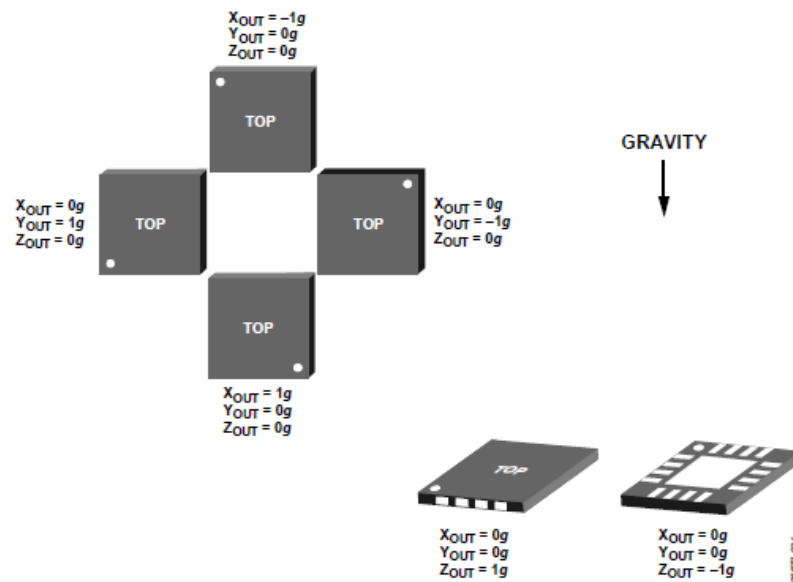 XOUT = –1g
YOUT = 0g
ZOUT = 0g
TOP
GRAVITY
XOUT = 0g
YOUT = 1g
ZOUT = 0g
TOP
TOP
XOUT = 0g
YOUT = –1g
ZOUT = 0g
TOP
XOUT = 1g
YOUT = 0g
ZOUT = 0g
TOP
XOUT = 0g
YOUT = 0g
ZOUT = 1g
XOUT = 0g
YOUT = 0g
ZOUT = –1g